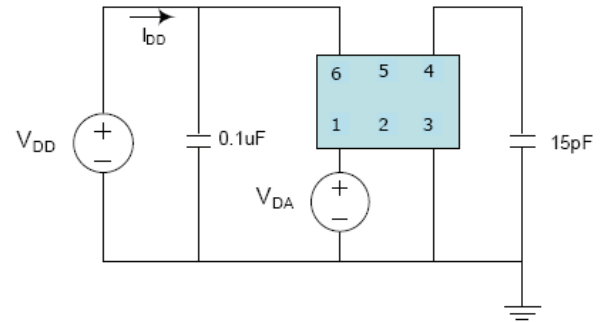 IDD
6 5 4
VDD
+
−
0.1uF
1 2 3
15pF
VDA
+
−